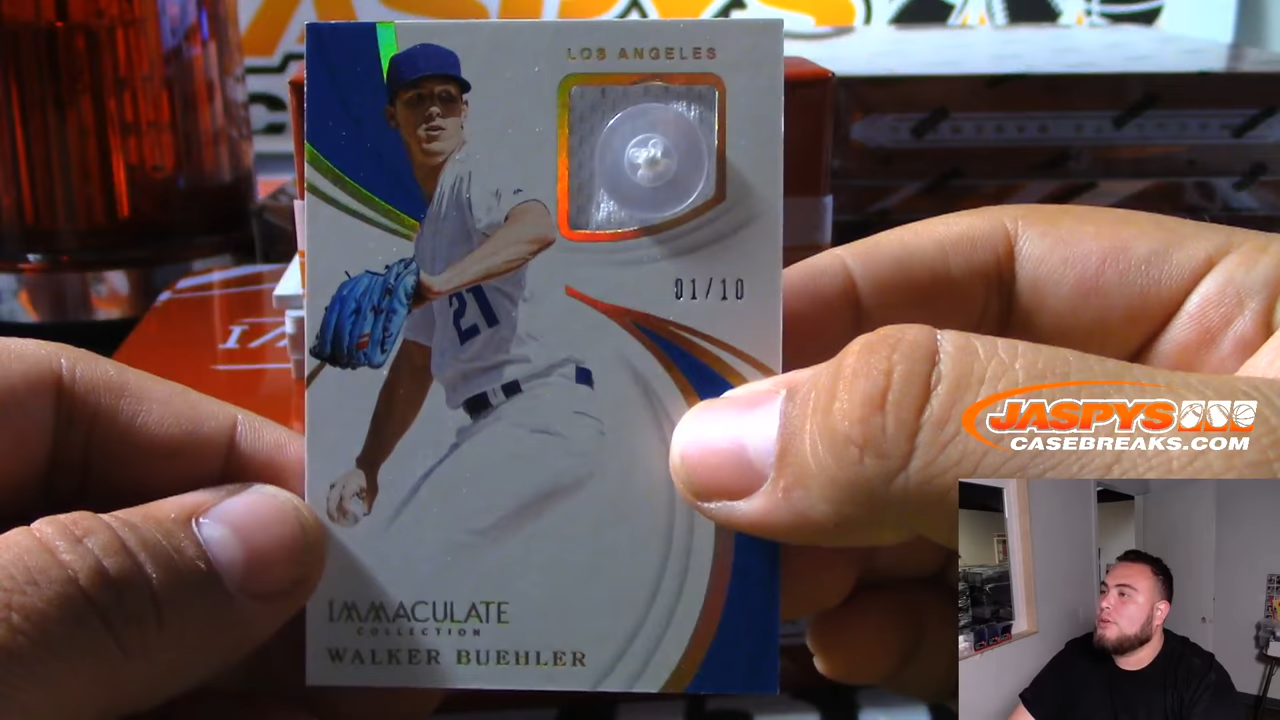 LOS ANGELES
01/10
21
IMMACULATE
COLLECTION
WALKER BUEHLER
JASPYS
CASEBREAKS.COM